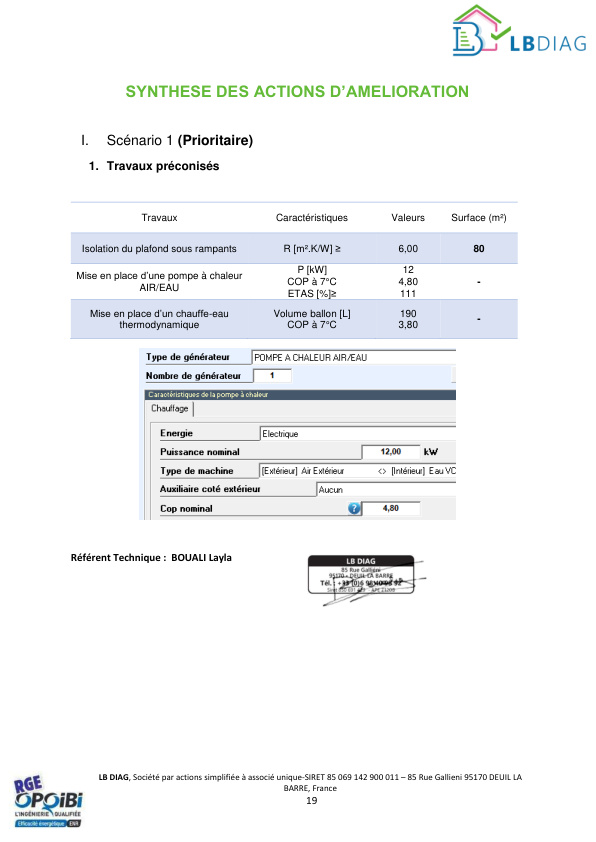 LBDIAG
SYNTHESE DES ACTIONS D'AMELIORATION
I. Scénario 1 (Prioritaire)
1. Travaux préconisés
Travaux Caractéristiques Valeurs Surface (m²)
Isolation du plafond sous rampants R [m².K/W] ≥ 6,00 80
Mise en place d'une pompe à chaleur AIR/EAU P [kW] 12 -
COP à 7°C 4,80
ETAS [%]≥ 111
Mise en place d'un chauffe-eau thermodynamique Volume ballon [L] 190 -
COP à 7°C 3,80
Type de générateur POMPE A CHALEUR AIR/EAU
Nombre de générateur 1
Caractéristiques de la pompe à chaleur
Chauffage
Energie Electrique
Puissance nominal 12,00 kW
Type de machine [Extérieur] Air Extérieur <> [Intérieur] Eau
Auxiliaire coté extérieur Aucun
Cop nominal ? 4,80
Référent Technique : BOUALI Layla
LB DIAG
85 Rue Gallieni
95170 - DEUIL LA BARRE
Tél. : +33 (0)6
LB DIAG, Société par actions simplifiée à associé unique-SIRET 85 069 142 900 011 – 85 Rue Gallieni 95170 DEUIL LA
BARRE, France
19
RGE
OPQIBI
L'INGÉNIERIE QUALIFIÉE
Efficacité énergétique ENR